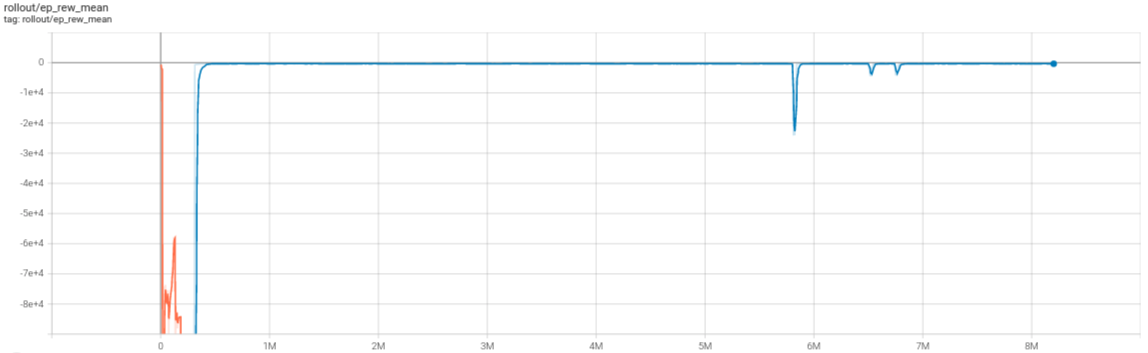 rollout/ep_rew_mean
tag: rollout/ep_rew_mean
0
-1e+4
-2e+4
-3e+4
-4e+4
-5e+4
-6e+4
-7e+4
-8e+4
0 1M 2M 3M 4M 5M 6M 7M 8M